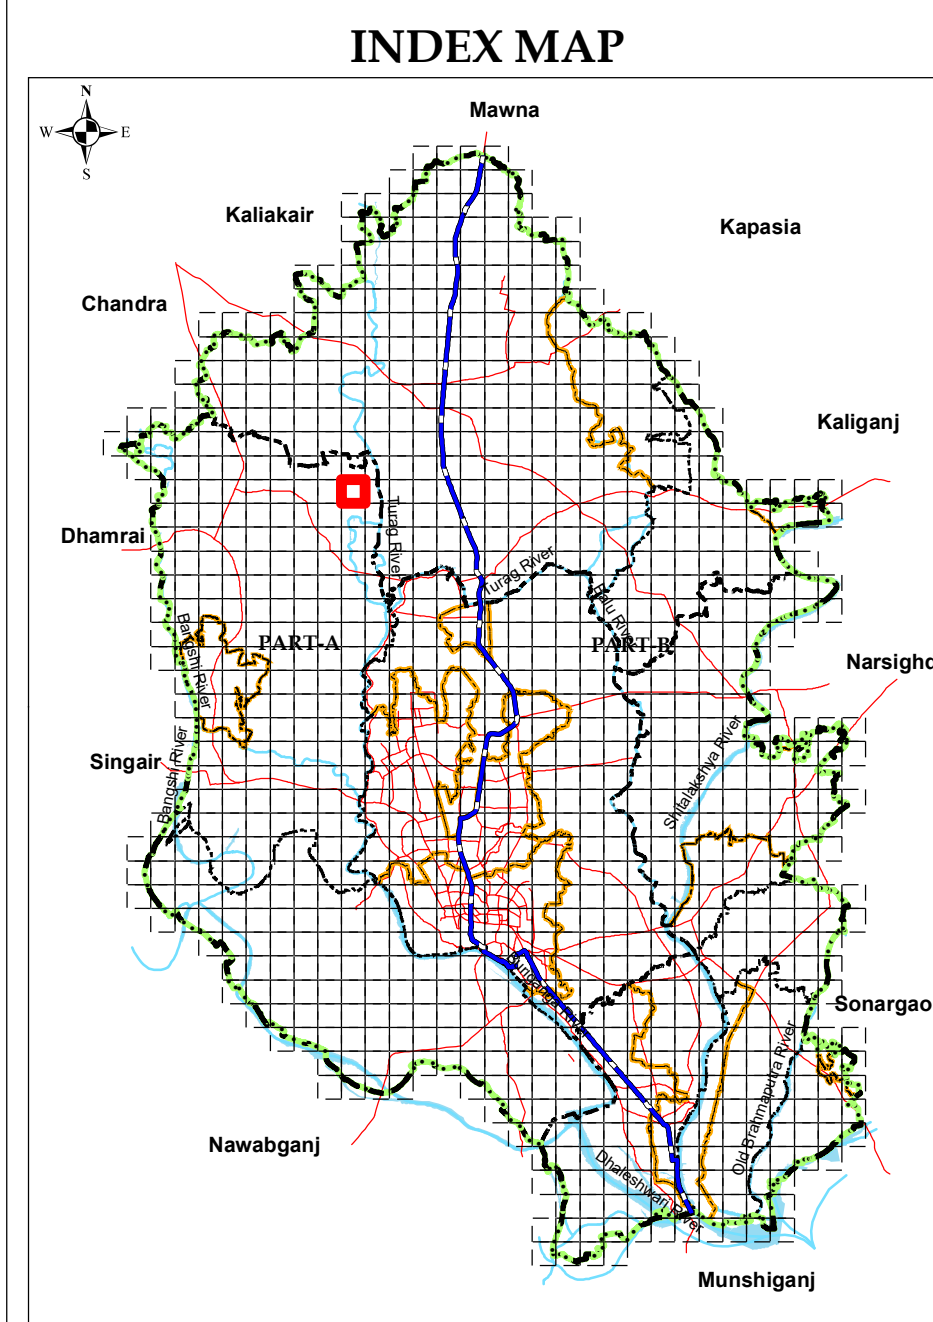 INDEX MAP
N
W E
S
Mawna
Kaliakair
Kapasia
Chandra
Kaliganj
Dhamrai
Turag River
Turag River
Balu River
Bangshi River
PART-A
PART-B
Narsighd
Singair
Bangshi River
Shitalakshya River
Buriganga River
Sonargao
Old Brahmaputra River
Nawabganj
Dhaleshwari River
Munshiganj